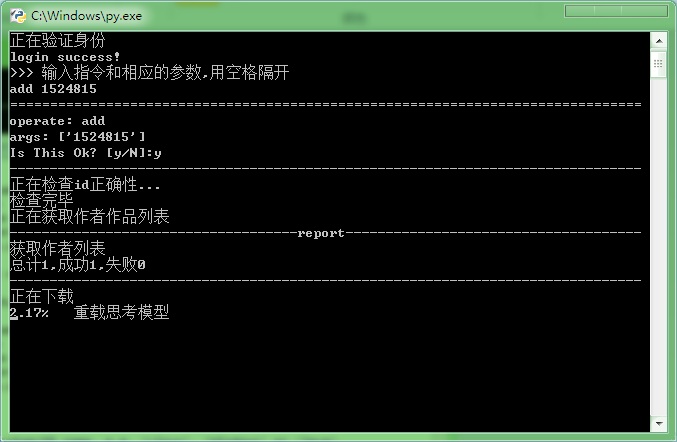 C:\Windows\py.exe
正在验证身份
login success!
>>> 输入指令和相应的参数,用空格隔开
add 1524815
===============================================================================
operate: add
args: ['1524815']
Is This Ok? [y/N]:y
-------------------------------------------------------------------------------
正在检查id正确性...
检查完毕
正在获取作者作品列表
------------------------------------report-------------------------------------
获取作者列表
总计1,成功1,失败0
-------------------------------------------------------------------------------
正在下载
2.17%   重载思考模型